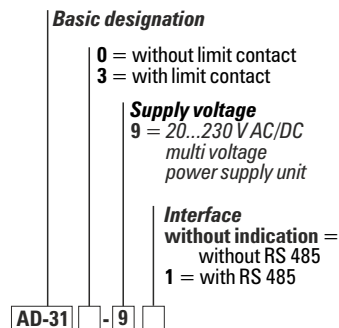 Basic designation
0 = without limit contact
3 = with limit contact
Supply voltage
9 = 20...230 V AC/DC
multi voltage
power supply unit
Interface
without indication =
without RS 485
1 = with RS 485
AD-31 - 9